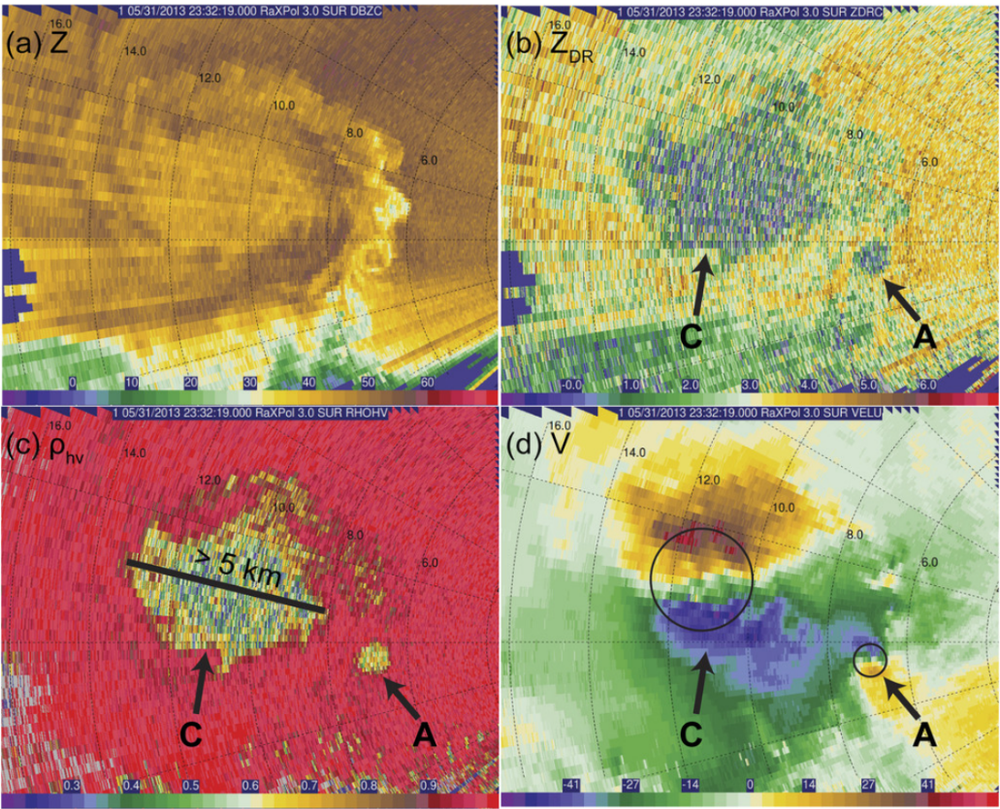 1 05/31/2013 23:32:19.000 RaXPol 3.0 SUR DBZC
(a) Z
16.0
14.0
12.0
10.0
8.0
6.0
0 10 20 30 40 50 60
1 05/31/2013 23:32:19.000 RaXPol 3.0 SUR ZDRC
(b) Z_DR
16.0
14.0
12.0
10.0
8.0
6.0
C
A
-0.0 1.0 2.0 3.0 4.0 5.0 6.0
1 05/31/2013 23:32:19.000 RaXPol 3.0 SUR RHOHV
(c) ρhv
16.0
14.0
12.0
10.0
8.0
6.0
> 5 km
C
A
0.3 0.4 0.5 0.6 0.7 0.8 0.9
1 05/31/2013 23:32:19.000 RaXPol 3.0 SUR VELU
(d) V
16.0
14.0
12.0
10.0
8.0
6.0
C
A
-41 -27 -14 0 14 27 41